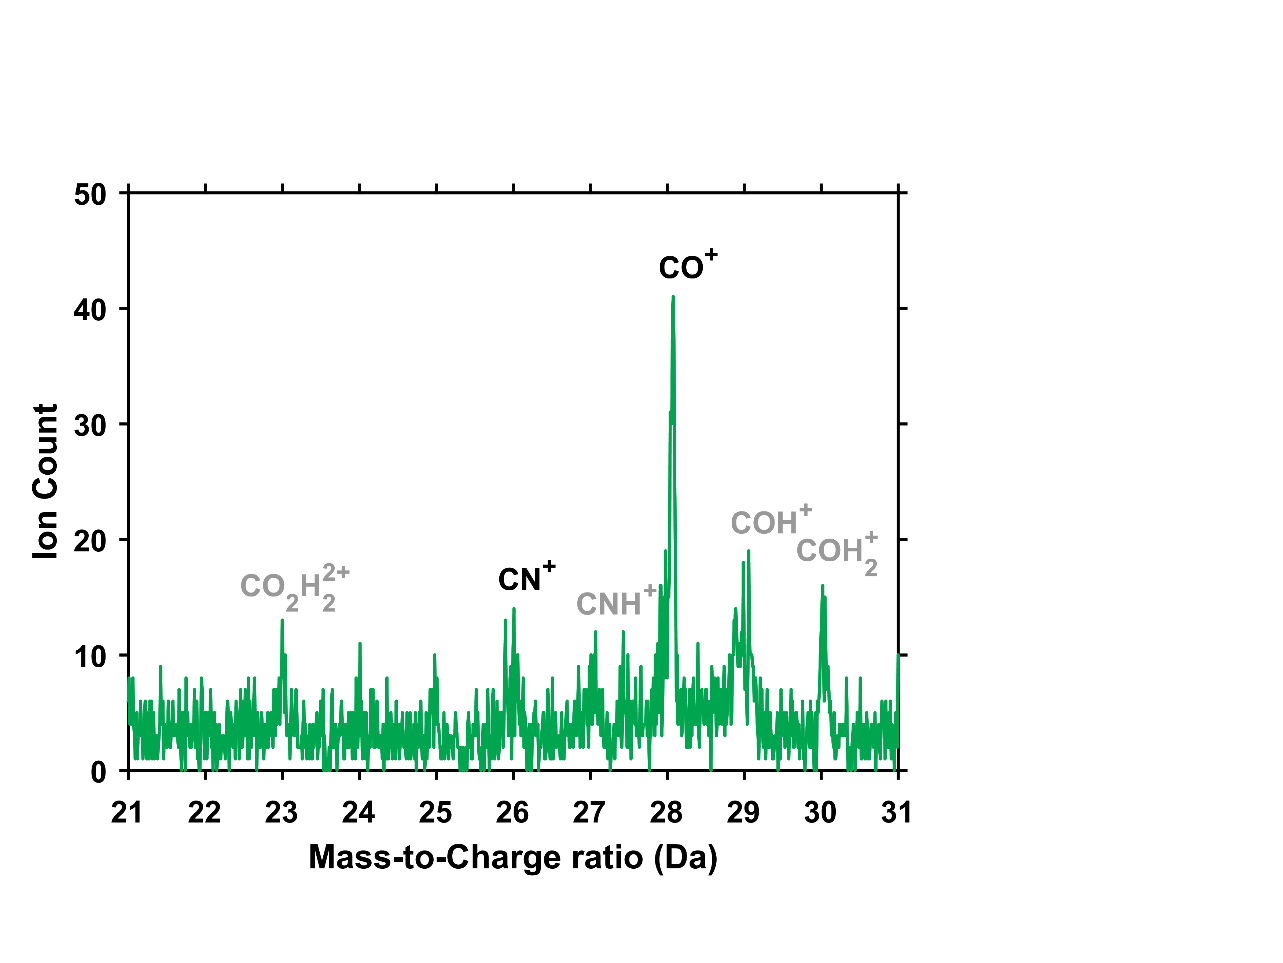 50
40
30
20
10
0
Ion Count
CO⁺
COH⁺
COH₂⁺
CN⁺
CO₂H₂²⁺
CNH⁺
21 22 23 24 25 26 27 28 29 30 31
Mass-to-Charge ratio (Da)